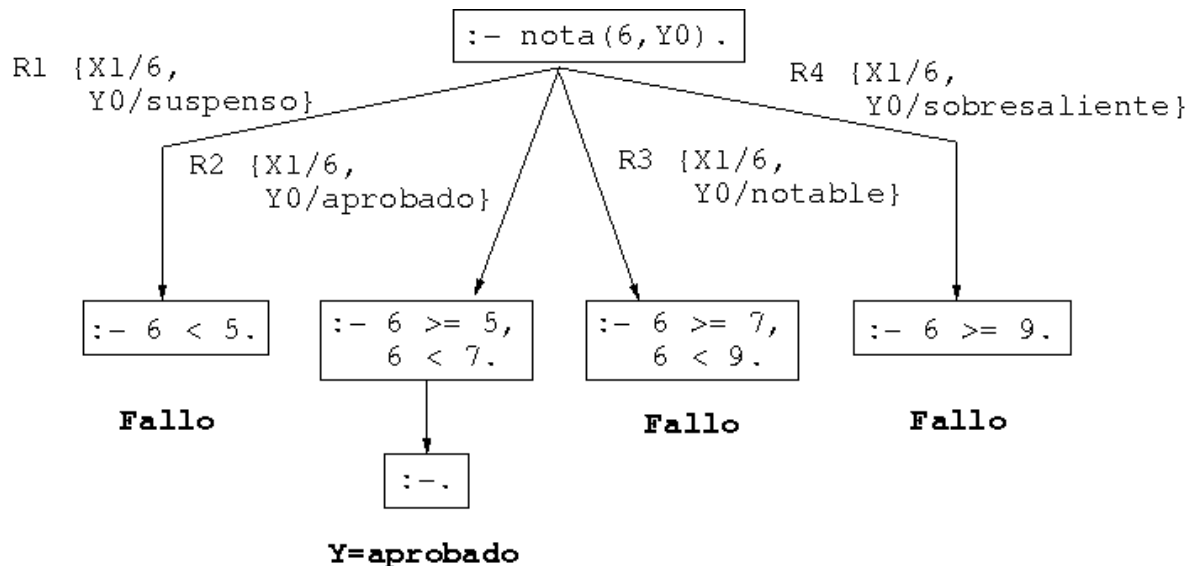 :- nota(6,Y0).
R1 {X1/6,
Y0/suspenso}
R4 {X1/6,
Y0/sobresaliente}
R2 {X1/6,
Y0/aprobado}
R3 {X1/6,
Y0/notable}
:- 6 < 5.
:- 6 >= 5,
6 < 7.
:- 6 >= 7,
6 < 9.
:- 6 >= 9.
Fallo
Fallo
Fallo
:-.
Y=aprobado